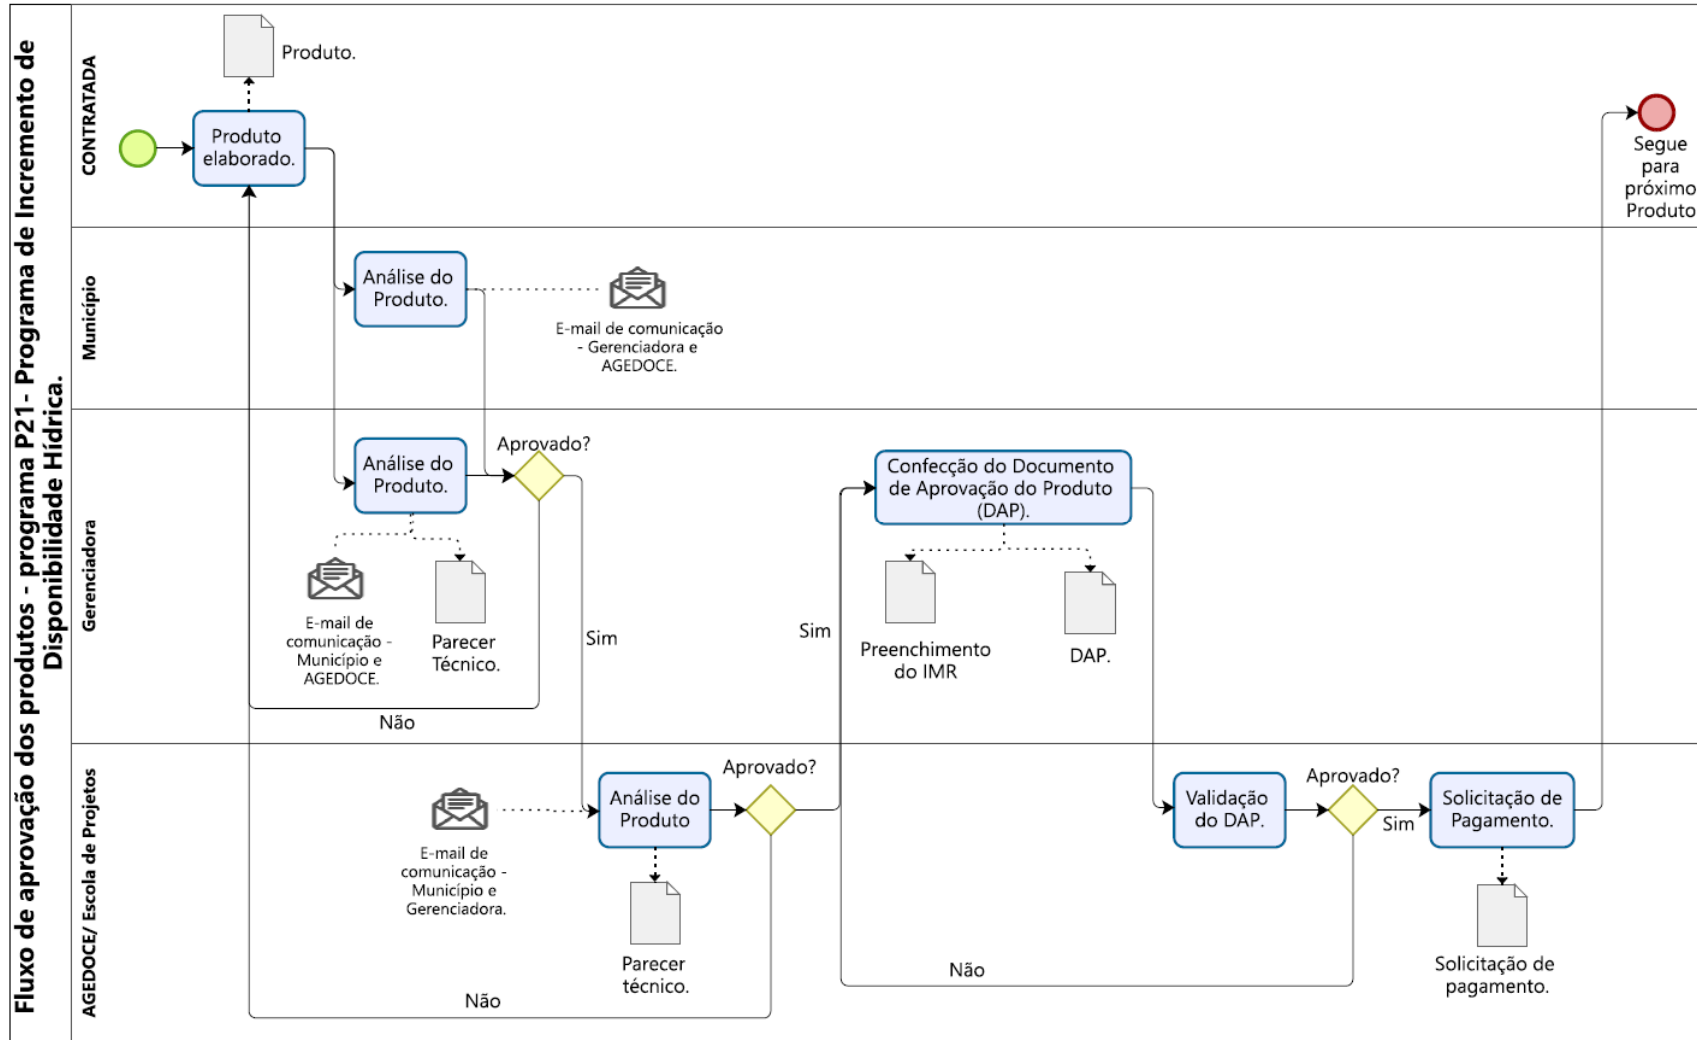 Fluxo de aprovação dos produtos - programa P21- Programa de Incremento de
Disponibilidade Hídrica.
CONTRATADA
Produto.
Produto
elaborado.
Segue
para
próximo
Produto
Município
Análise do
Produto.
E-mail de comunicação
- Gerenciadora e
AGEDOCE.
Gerenciadora
Análise do
Produto.
Aprovado?
E-mail de
comunicação -
Município e
AGEDOCE.
Parecer
Técnico.
Não
Sim
Sim
Confecção do Documento
de Aprovação do Produto
(DAP).
Preenchimento
do IMR
DAP.
AGEDOCE/ Escola de Projetos
E-mail de
comunicação -
Município e
Gerenciadora.
Análise do
Produto
Aprovado?
Parecer
técnico.
Não
Validação
do DAP.
Aprovado?
Sim
Não
Solicitação de
Pagamento.
Solicitação de
pagamento.